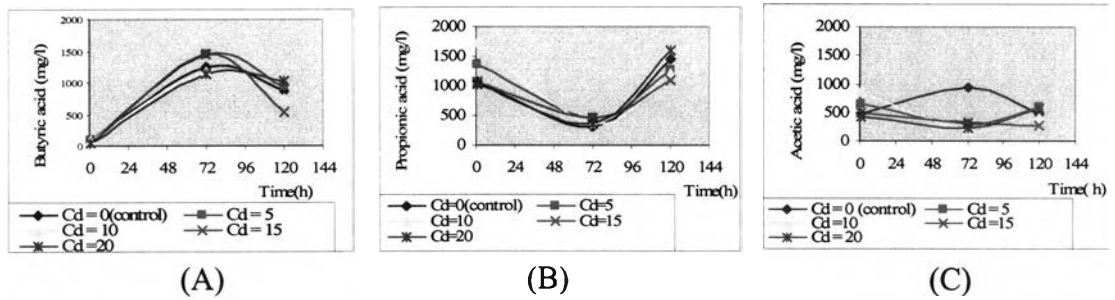 Butyric acid (mg/l)
2000
1500
1000
500
0
0 24 48 72 96 120 144
Time(h)
Cd = 0(control) Cd = 5
Cd = 10 Cd = 15
Cd=20
(A)
Propionic acid (mg/l)
2000
1500
1000
500
0
0 24 48 72 96 120 144
Time(h)
Cd=0(control) Cd=5
Cd=10 Cd=15
Cd=20
(B)
Acetic acid (mg/l)
2000
1500
1000
500
0
0 24 48 72 96 120 144
Time( h)
Cd = 0 (control) Cd = 5
Cd = 10 Cd = 15
Cd = 20
(C)